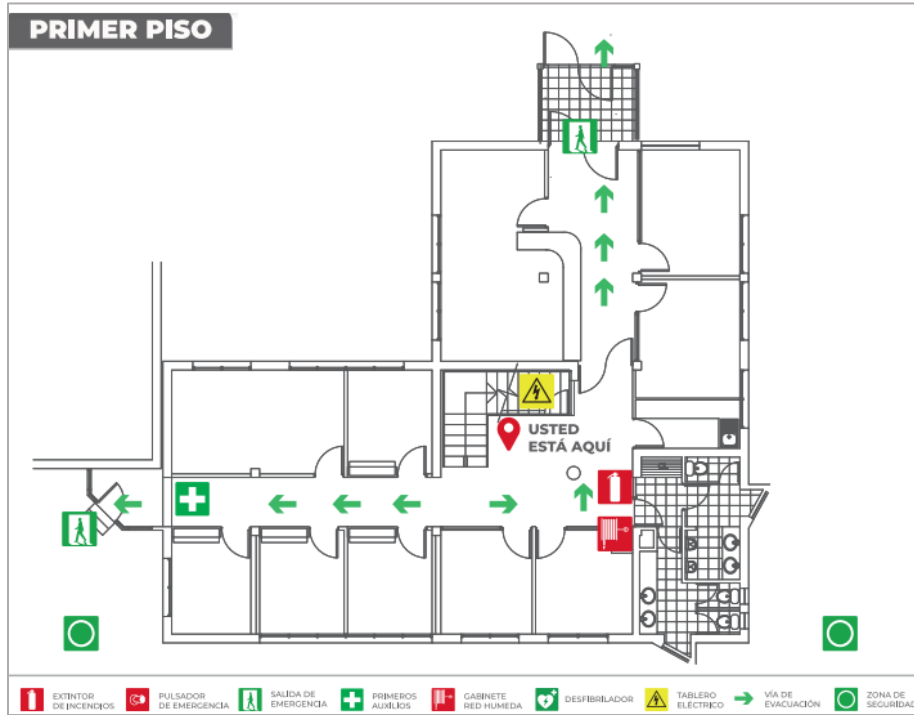 PRIMER PISO
USTED
ESTÁ AQUÍ
EXTINTOR
DE INCENDIOS
PULSADOR
DE EMERGENCIA
SALIDA DE
EMERGENCIA
PRIMEROS
AUXILIOS
GABINETE
RED HUMEDA
DESFIBRILADOR
TABLERO
ELÉCTRICO
VÍA DE
EVACUACIÓN
ZONA DE
SEGURIDAD